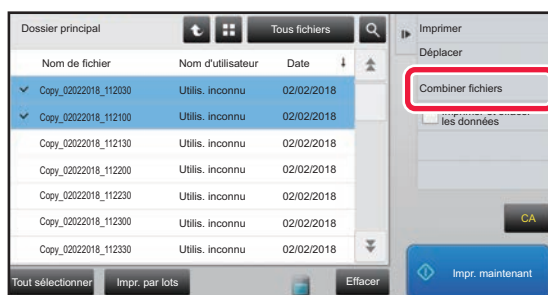 Dossier principal
Tous fichiers
Nom de fichier Nom d'utilisateur Date
Copy_02022018_112030 Utilis. inconnu 02/02/2018
Copy_02022018_112100 Utilis. inconnu 02/02/2018
Copy_02022018_112130 Utilis. inconnu 02/02/2018
Copy_02022018_112200 Utilis. inconnu 02/02/2018
Copy_02022018_112230 Utilis. inconnu 02/02/2018
Copy_02022018_112300 Utilis. inconnu 02/02/2018
Copy_02022018_112330 Utilis. inconnu 02/02/2018
Tout sélectionner Impr. par lots Effacer
Imprimer
Déplacer
Combiner fichiers
les données
CA
Impr. maintenant